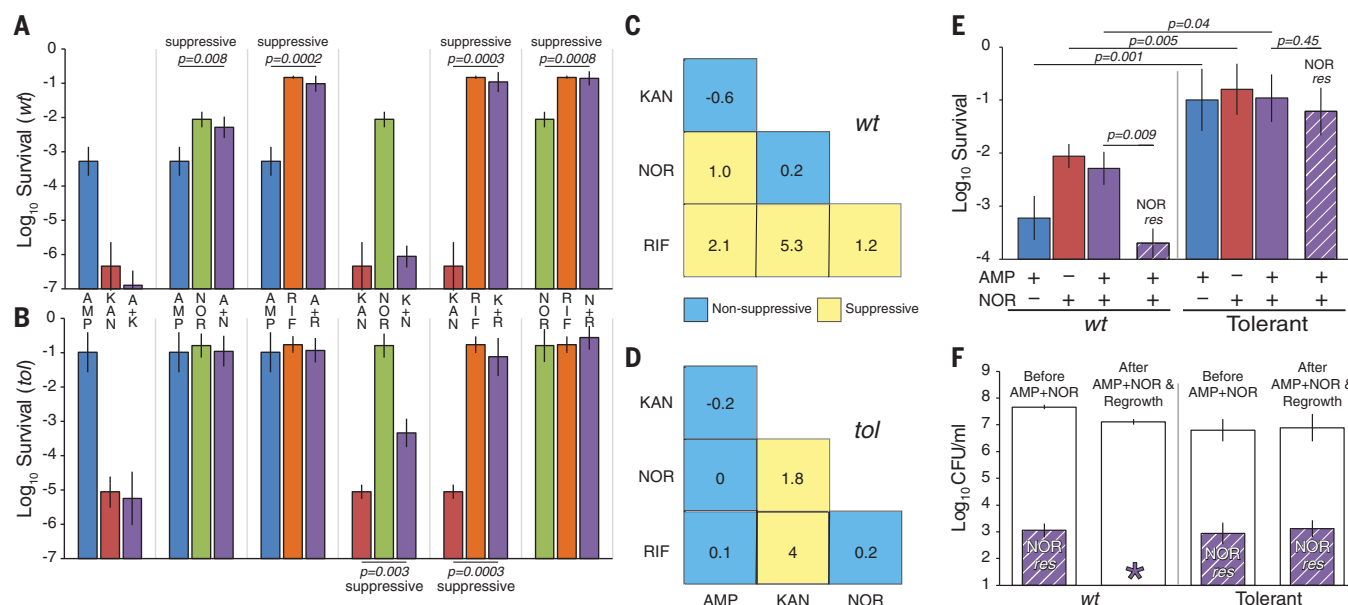 A
suppressive
p=0.008
suppressive
p=0.0002
suppressive
p=0.0003
suppressive
p=0.0008
Log10 Survival (wt)
0
-1
-2
-3
-4
-5
-6
-7
AMP
KAN
A+K
AMP
NOR
A+N
AMP
RIF
A+R
KAN
NOR
K+N
KAN
RIF
K+R
NOR
RIF
N+R
B
Log10 Survival (tol)
-1
-2
-3
-4
-5
-6
-7
p=0.003
suppressive
p=0.0003
suppressive
C
wt
KAN
-0.6
NOR
1.0
0.2
RIF
2.1
5.3
1.2
Non-suppressive
Suppressive
D
tol
KAN
-0.2
NOR
0
1.8
RIF
0.1
4
0.2
AMP
KAN
NOR
E
p=0.04
p=0.005
p=0.45
p=0.001
p=0.009
NOR
res
NOR
res
Log10 Survival
0
-1
-2
-3
-4
AMP + − + + + − + +
NOR − + + + − + + +
wt
Tolerant
F
Before
AMP+NOR
After
AMP+NOR &
Regrowth
Before
AMP+NOR
After
AMP+NOR &
Regrowth
Log10CFU/ml
9
8
7
6
5
4
3
2
1
NOR
res
*
NOR
res
NOR
res
wt
Tolerant